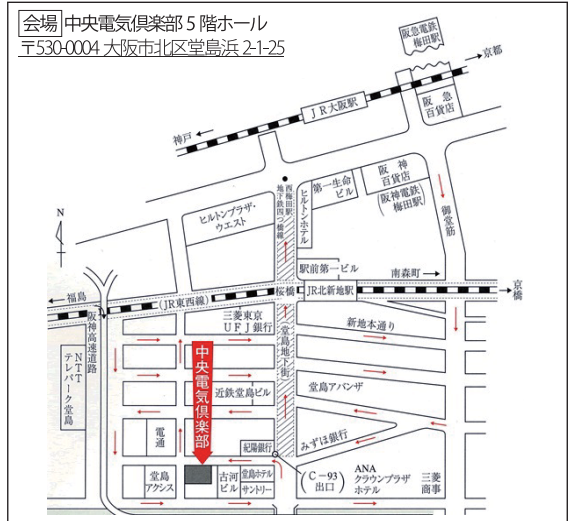 会場 中央電気倶楽部5階ホール
〒530-0004 大阪市北区堂島浜 2-1-25
阪急電鉄
梅田駅
京都
JR大阪駅
阪急
百貨店
神戸
第一生命
ビル
阪神
百貨店
(阪神電鉄
梅田駅)
西梅田駅
地下鉄四つ橋線
ヒルトンホテル
ヒルトンプラザ・
ウエスト
御堂筋
N
駅前第一ビル
南森町
福島
(JR東西線)
桜橋
JR北新地駅
京橋
阪神高速道路
三菱東京
UFJ銀行
新地本通り
(堂島地下街)
NTT
テレパーク堂島
中央電気倶楽部
近鉄堂島ビル
堂島アバンザ
電通
紀陽銀行
みずほ銀行
堂島
アクシス
古河
ビル
堂島ホテル
サントリー
(C-93
出口)
ANA
クラウンプラザ
ホテル
三菱
商事